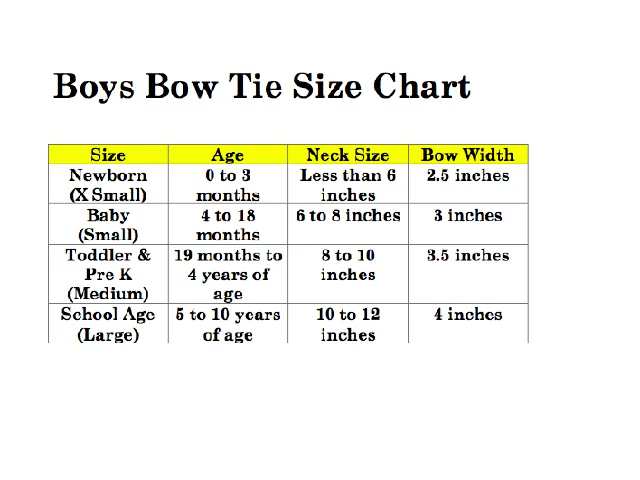 Boys Bow Tie Size Chart
Size Age Neck Size Bow Width
Newborn 0 to 3 Less than 6 2.5 inches
(X Small) months inches
Baby 4 to 18 6 to 8 inches 3 inches
(Small) months
Toddler & 19 months to 8 to 10 3.5 inches
Pre K 4 years of inches
(Medium) age
School Age 5 to 10 years 10 to 12 4 inches
(Large) of age inches